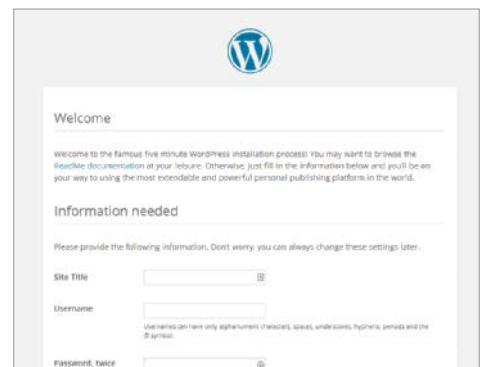 Welcome
Welcome to the famous five minute WordPress installation process! You may want to browse the
ReadMe documentation at your leisure. Otherwise, just fill in the information below and you'll be on
your way to using the most extendable and powerful personal publishing platform in the world.
Information needed
Please provide the following information. Don't worry, you can always change these settings later.
Site Title
Username
Usernames can have only alphanumeric characters, spaces, underscores, hyphens, periods and the
@ symbol.
Password, twice